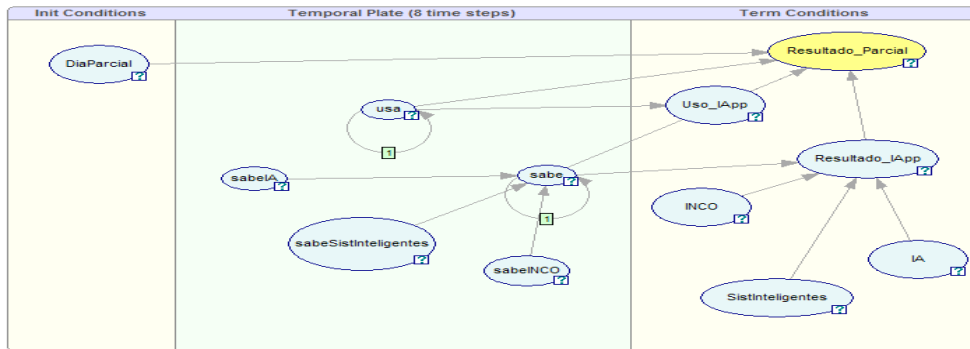 Init Conditions
Temporal Plate (8 time steps)
Term Conditions
DiaParcial
?
Resultado_Parcial
?
usa
?
1
Uso_IApp
?
sabeIA
?
sabe
?
1
Resultado_IApp
?
INCO
?
sabeSistInteligentes
?
sabeINCO
?
IA
?
SistInteligentes
?